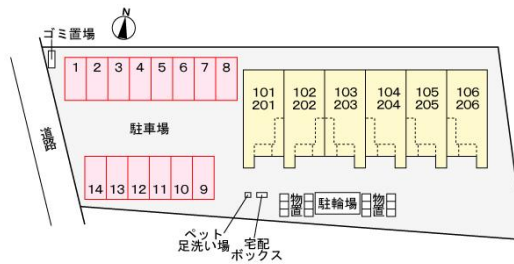 N
ゴミ置場
1 2 3 4 5 6 7 8
101 102 103 104 105 106
201 202 203 204 205 206
道路
駐車場
14 13 12 11 10 9
物置 駐輪場 物置
ペット
足洗い場
宅配
ボックス